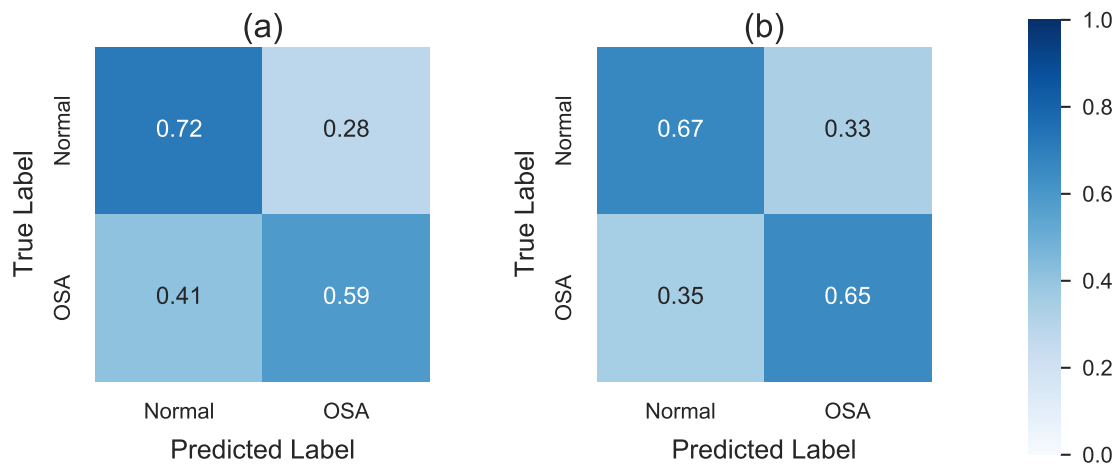 (a)
(b)
True Label
Normal
OSA
0.72
0.28
0.41
0.59
Normal
OSA
Predicted Label
True Label
Normal
OSA
0.67
0.33
0.35
0.65
Normal
OSA
Predicted Label
1.0
0.8
0.6
0.4
0.2
0.0